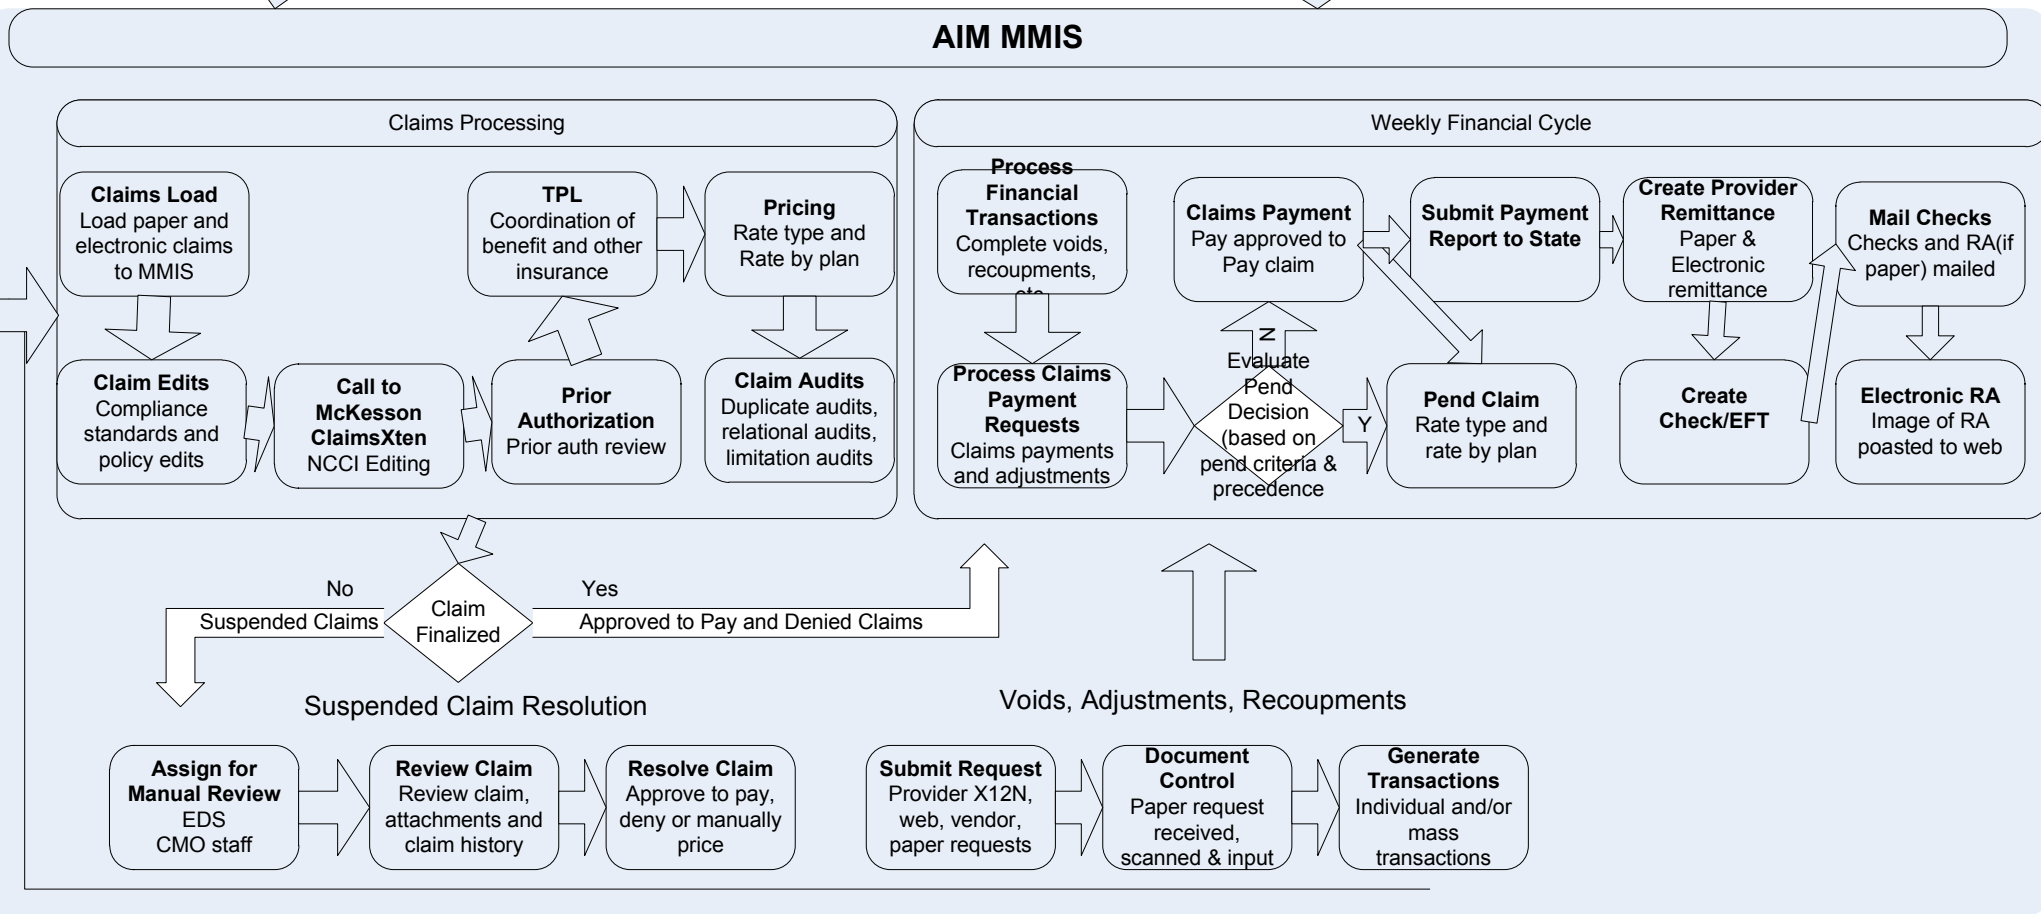 AIM MMIS
Claims Processing
Claims Load
Load paper and
electronic claims
to MMIS
Claim Edits
Compliance
standards and
policy edits
Call to
McKesson
ClaimsXten
NCCI Editing
Prior
Authorization
Prior auth review
TPL
Coordination of
benefit and other
insurance
Pricing
Rate type and
Rate by plan
Claim Audits
Duplicate audits,
relational audits,
limitation audits
Weekly Financial Cycle
Process
Financial
Transactions
Complete voids,
recoupments,
etc
Process Claims
Payment
Requests
Claims payments
and adjustments
Evaluate
Pend
Decision
(based on
pend criteria &
precedence
N
Y
Claims Payment
Pay approved to
Pay claim
Pend Claim
Rate type and
rate by plan
Submit Payment
Report to State
Create Provider
Remittance
Paper &
Electronic
remittance
Create
Check/EFT
Mail Checks
Checks and RA(if
paper) mailed
Electronic RA
Image of RA
poasted to web
Claim
Finalized
No
Suspended Claims
Yes
Approved to Pay and Denied Claims
Suspended Claim Resolution
Assign for
Manual Review
EDS
CMO staff
Review Claim
Review claim,
attachments and
claim history
Resolve Claim
Approve to pay,
deny or manually
price
Voids, Adjustments, Recoupments
Submit Request
Provider X12N,
web, vendor,
paper requests
Document
Control
Paper request
received,
scanned & input
Generate
Transactions
Individual and/or
mass
transactions